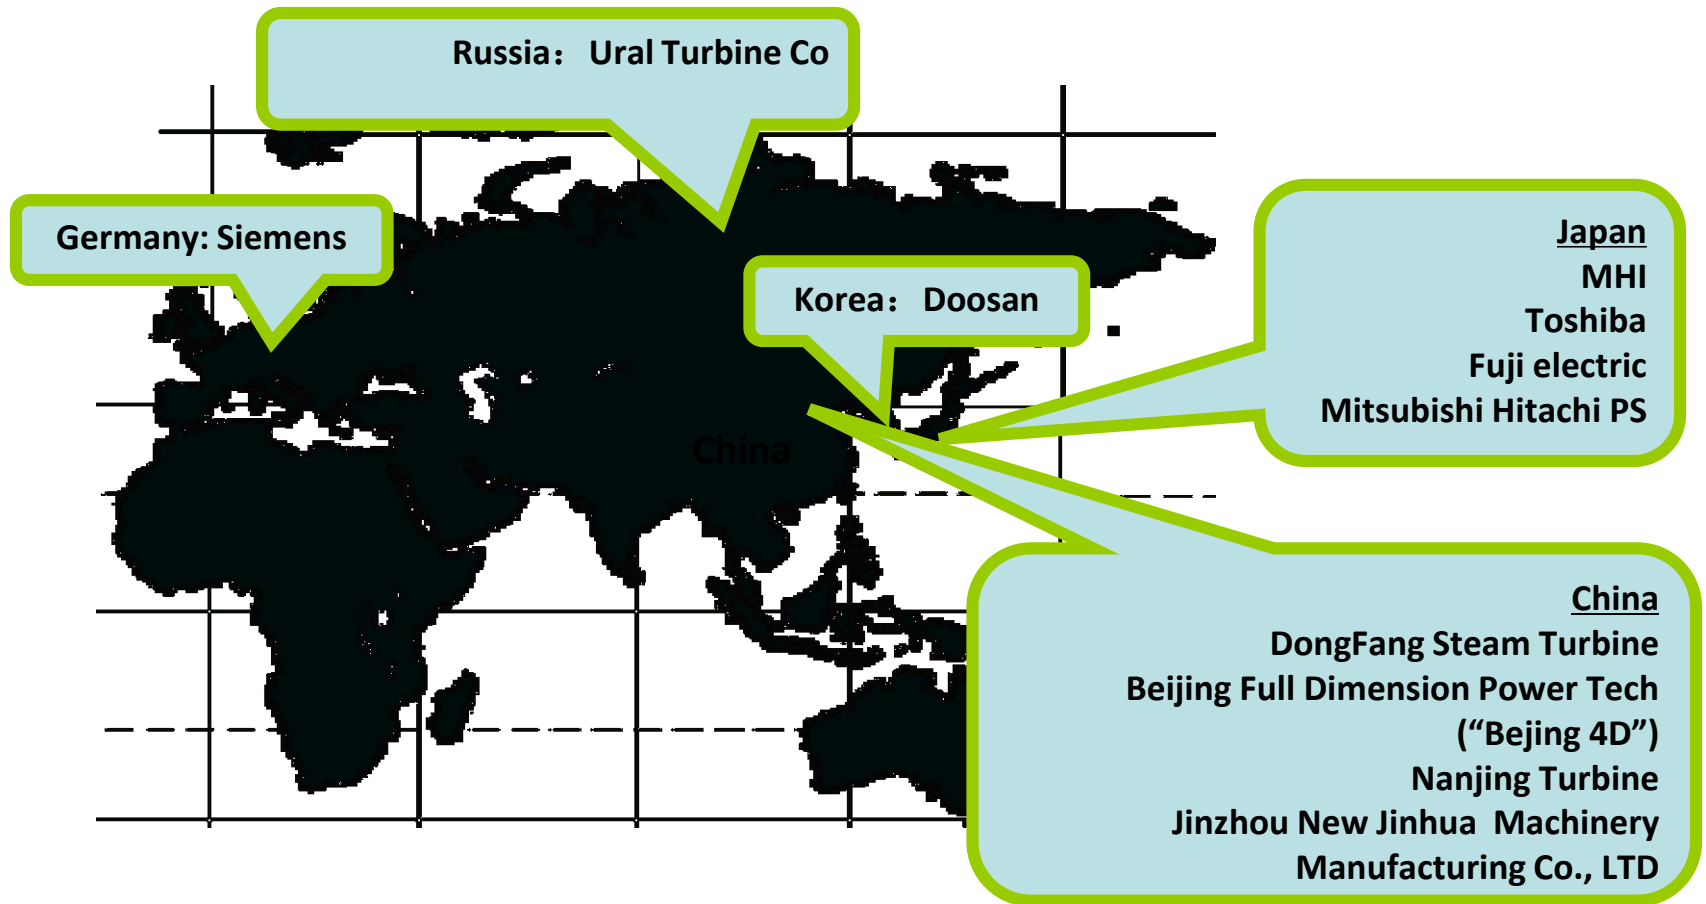 Russia： Ural Turbine Co
Germany: Siemens
Korea： Doosan
Japan
MHI
Toshiba
Fuji electric
Mitsubishi Hitachi PS
China
China
DongFang Steam Turbine
Beijing Full Dimension Power Tech
(“Bejing 4D”)
Nanjing Turbine
Jinzhou New Jinhua Machinery
Manufacturing Co., LTD